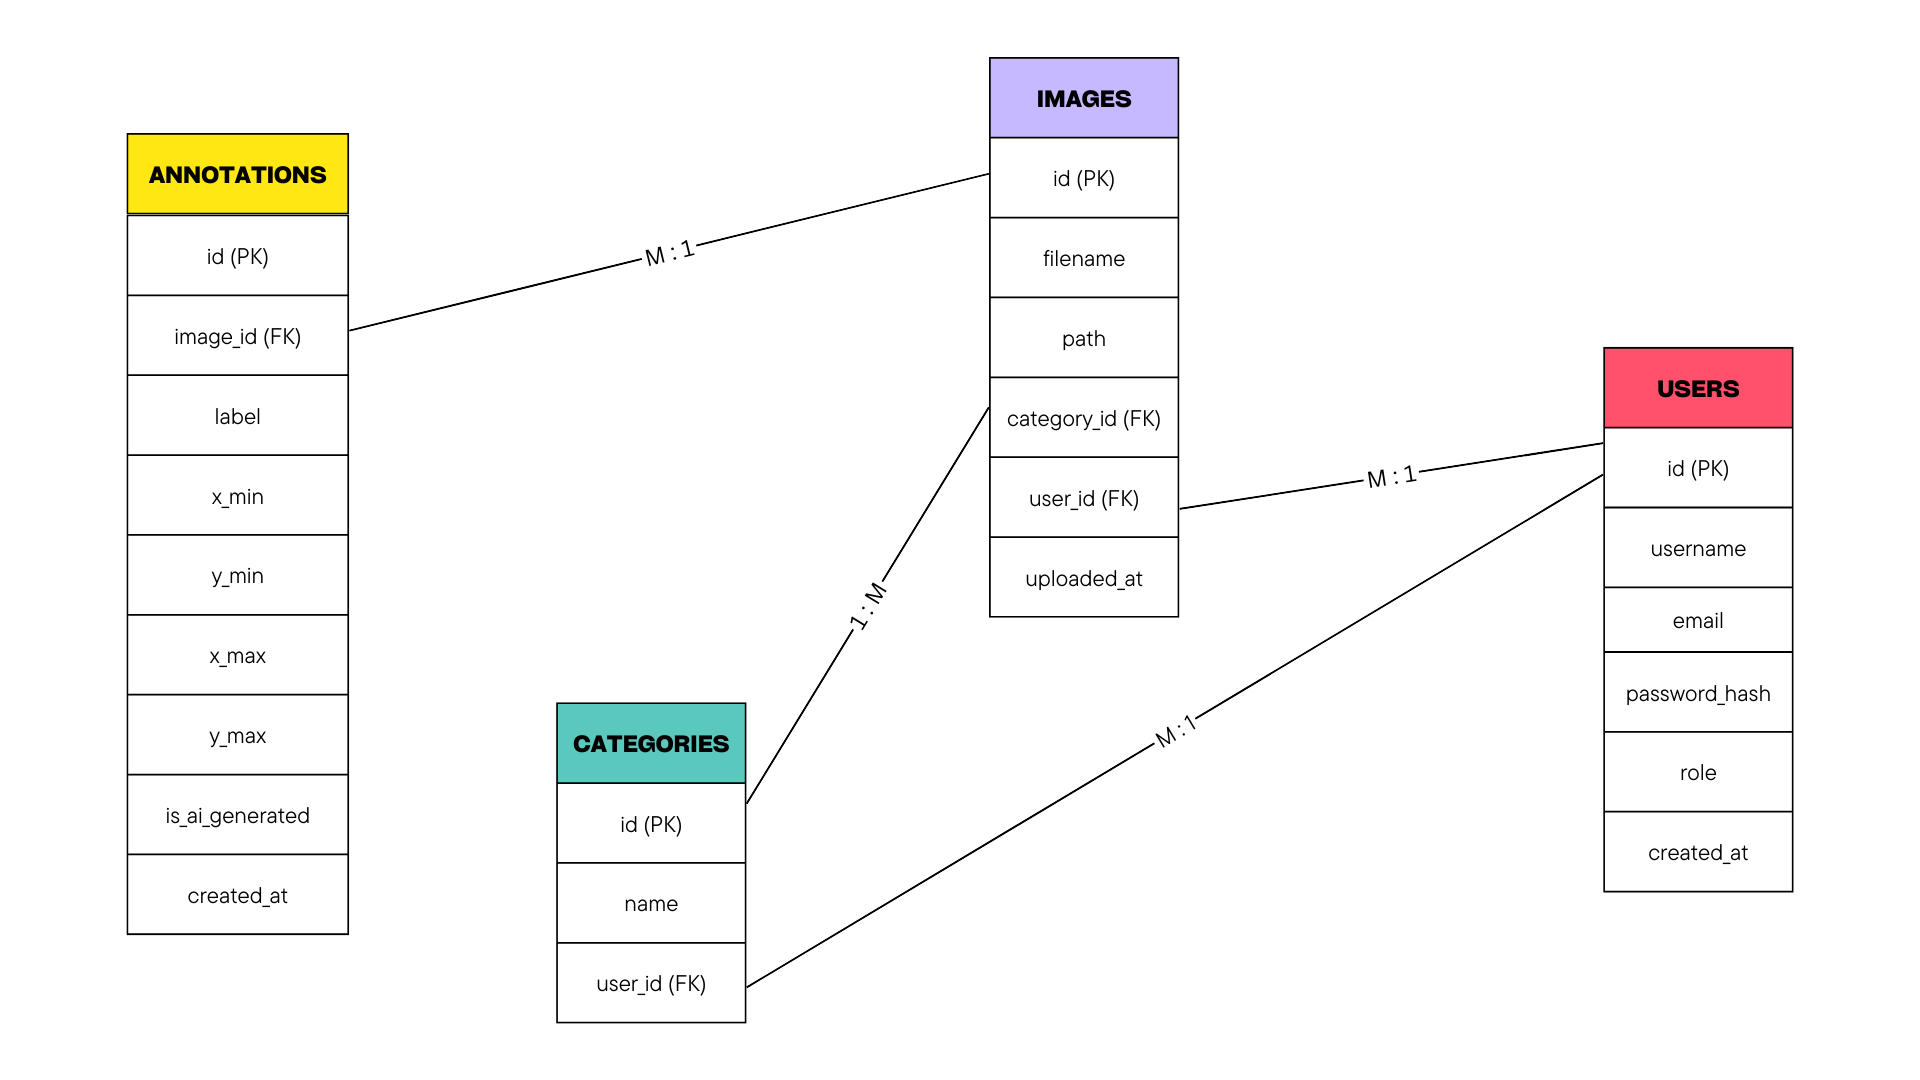 ANNOTATIONS
id (PK)
image_id (FK)
label
x_min
y_min
x_max
y_max
is_ai_generated
created_at
M : 1
IMAGES
id (PK)
filename
path
category_id (FK)
user_id (FK)
uploaded_at
1 : M
CATEGORIES
id (PK)
name
user_id (FK)
M : 1
M : 1
USERS
id (PK)
username
email
password_hash
role
created_at